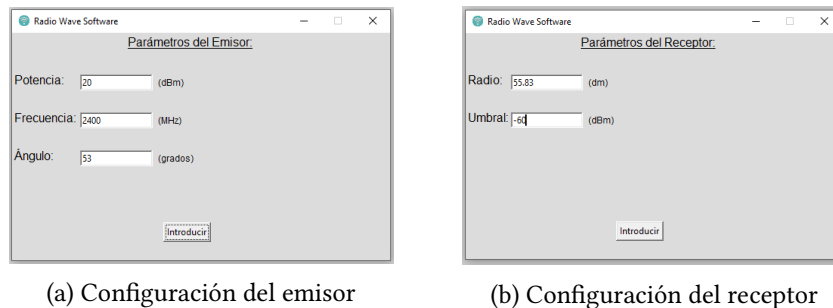 Radio Wave Software
Parámetros del Emisor:
Potencia: 20 (dBm)
Frecuencia: 2400 (MHz)
Ángulo: 53 (grados)
Introducir
(a) Configuración del emisor
Radio Wave Software
Parámetros del Receptor:
Radio: 55.83 (dm)
Umbral: -60 (dBm)
Introducir
(b) Configuración del receptor